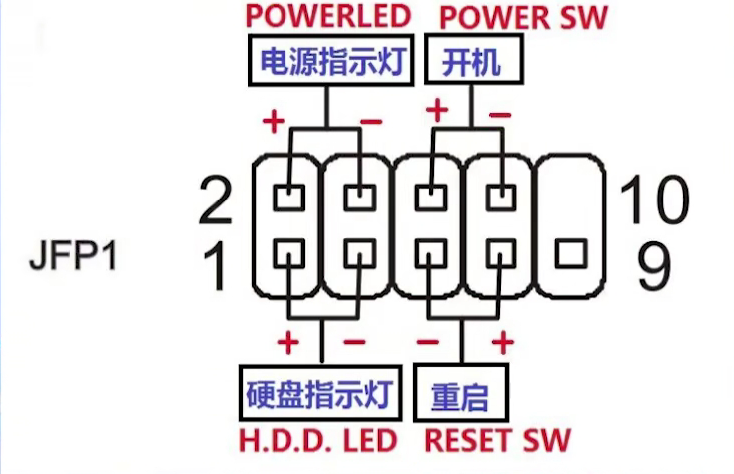 POWERLED POWER SW
电源指示灯 开机
+ - + -
2 10
JFP1 1 9
+ - - +
硬盘指示灯 重启
H.D.D. LED RESET SW